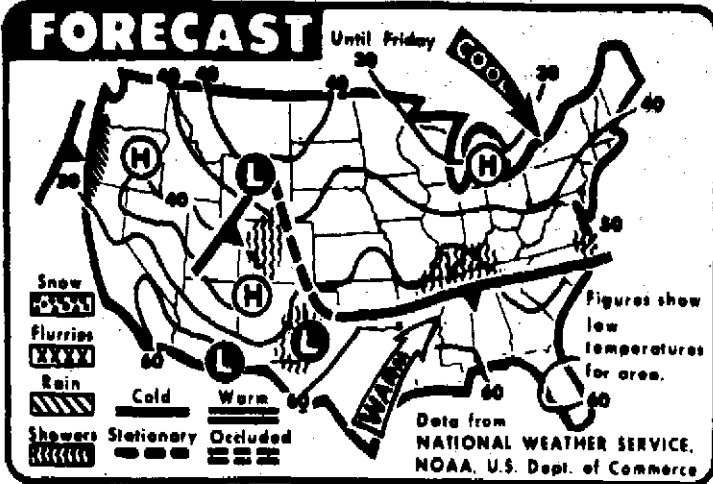 FORECAST
Until Friday
COOL
40 40 40 30 30
40
H
H
L
30
40
50
H
L
L
Snow
Flurries
Rain
Showers
Cold Warm
Stationary Occluded
60
60
60
60
WARM
Figures show
low
temperatures
for area.
Data from
NATIONAL WEATHER SERVICE,
NOAA, U.S. Dept. of Commerce